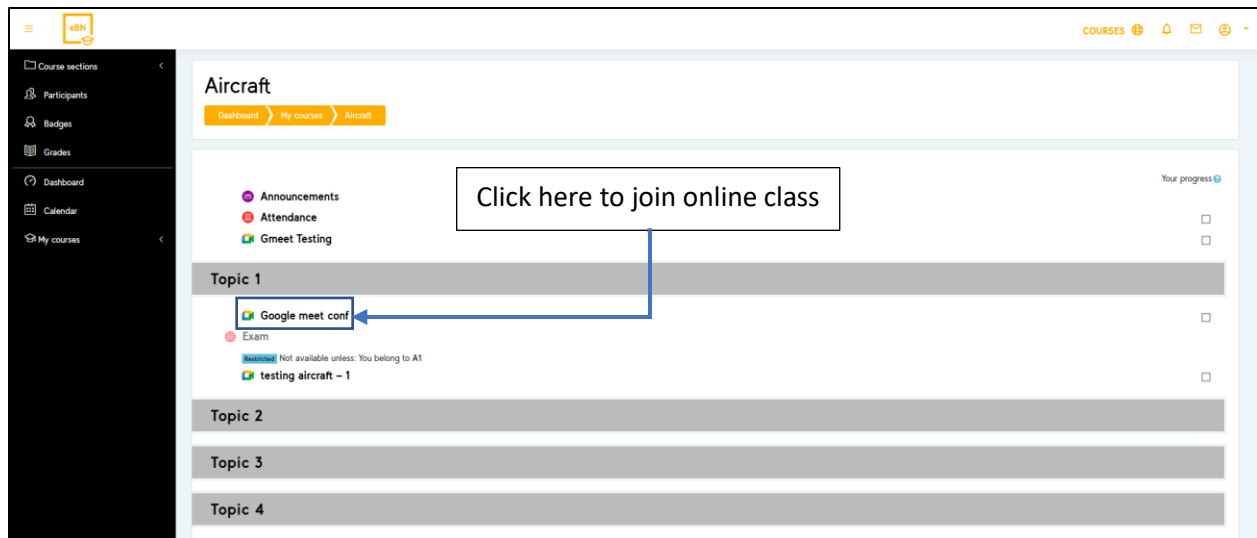 eBN
COURSES
Course sections
Participants
Badges
Grades
Dashboard
Calendar
My courses
Aircraft
Dashboard My courses Aircraft
Click here to join online class
Your progress
Announcements
Attendance
Gmeet Testing
Topic 1
Google meet conf
Exam
Restricted Not available unless: You belong to A1
testing aircraft – 1
Topic 2
Topic 3
Topic 4